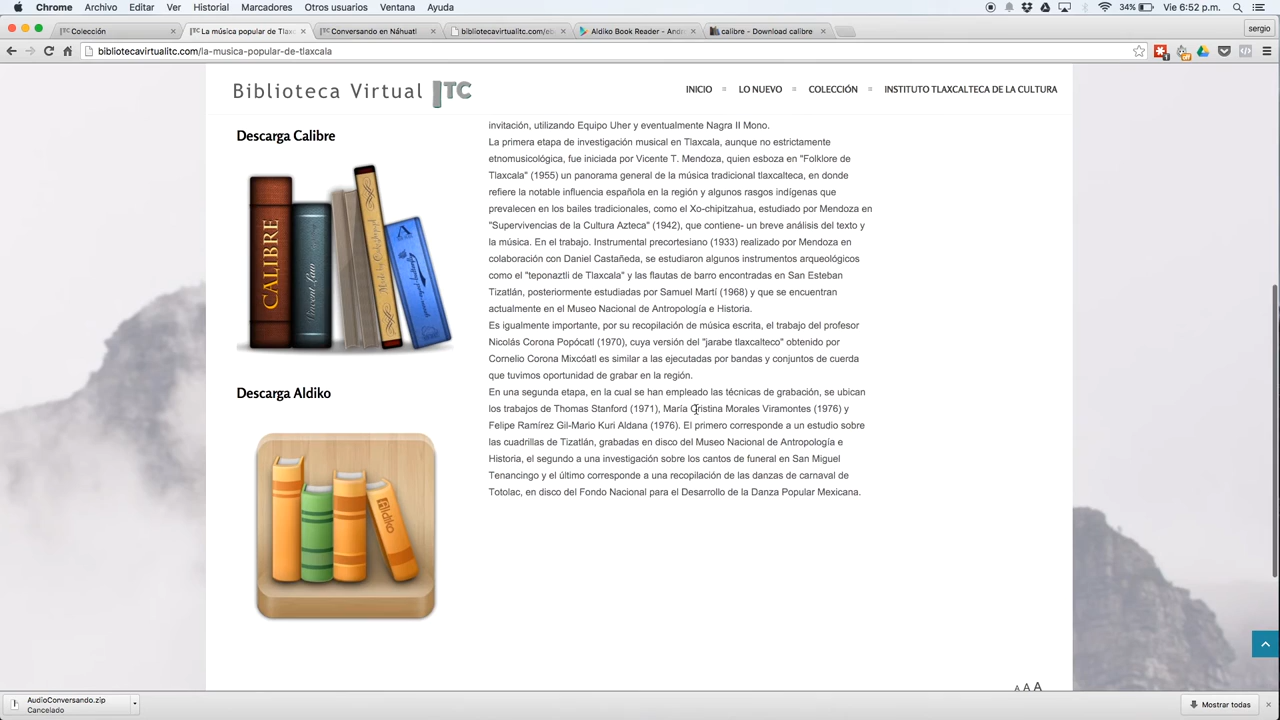 Chrome Archivo Editar Ver Historial Marcadores Otros usuarios Ventana Ayuda 34% Vie 6:52 p.m.
Colección La música popular de Tlaxc Conversando en Náhuatl bibliotecavirtualitc.com/eb Aldiko Book Reader - Andr calibre - Download calibre sergio
bibliotecavirtualitc.com/la-musica-popular-de-tlaxcala
Biblioteca Virtual ITC INICIO LO NUEVO COLECCIÓN INSTITUTO TLAXCALTECA DE LA CULTURA
Descarga Calibre
CALIBRE
Aldiko
Descarga Aldiko
invitación, utilizando Equipo Uher y eventualmente Nagra II Mono.
La primera etapa de investigación musical en Tlaxcala, aunque no estrictamente
etnomusicológica, fue iniciada por Vicente T. Mendoza, quien esboza en "Folklore de
Tlaxcala" (1955) un panorama general de la música tradicional tlaxcalteca, en donde
refiere la notable influencia española en la región y algunos rasgos indígenas que
prevalecen en los bailes tradicionales, como el Xo-chipitzahua, estudiado por Mendoza en
"Supervivencias de la Cultura Azteca" (1942), que contiene- un breve análisis del texto y
la música. En el trabajo. Instrumental precortesiano (1933) realizado por Mendoza en
colaboración con Daniel Castañeda, se estudiaron algunos instrumentos arqueológicos
como el "teponaztli de Tlaxcala" y las flautas de barro encontradas en San Esteban
Tizatlán, posteriormente estudiadas por Samuel Martí (1968) y que se encuentran
actualmente en el Museo Nacional de Antropología e Historia.
Es igualmente importante, por su recopilación de música escrita, el trabajo del profesor
Nicolás Corona Popócatl (1970), cuya versión del "jarabe tlaxcalteco" obtenido por
Cornelio Corona Mixcóatl es similar a las ejecutadas por bandas y conjuntos de cuerda
que tuvimos oportunidad de grabar en la región.
En una segunda etapa, en la cual se han empleado las técnicas de grabación, se ubican
los trabajos de Thomas Stanford (1971), María Cristina Morales Viramontes (1976) y
Felipe Ramírez Gil-Mario Kuri Aldana (1976). El primero corresponde a un estudio sobre
las cuadrillas de Tizatlán, grabadas en disco del Museo Nacional de Antropología e
Historia, el segundo a una investigación sobre los cantos de funeral en San Miguel
Tenancingo y el último corresponde a una recopilación de las danzas de carnaval de
Totolac, en disco del Fondo Nacional para el Desarrollo de la Danza Popular Mexicana.
A A A
AudioConversando.zip
Cancelado
Mostrar todas